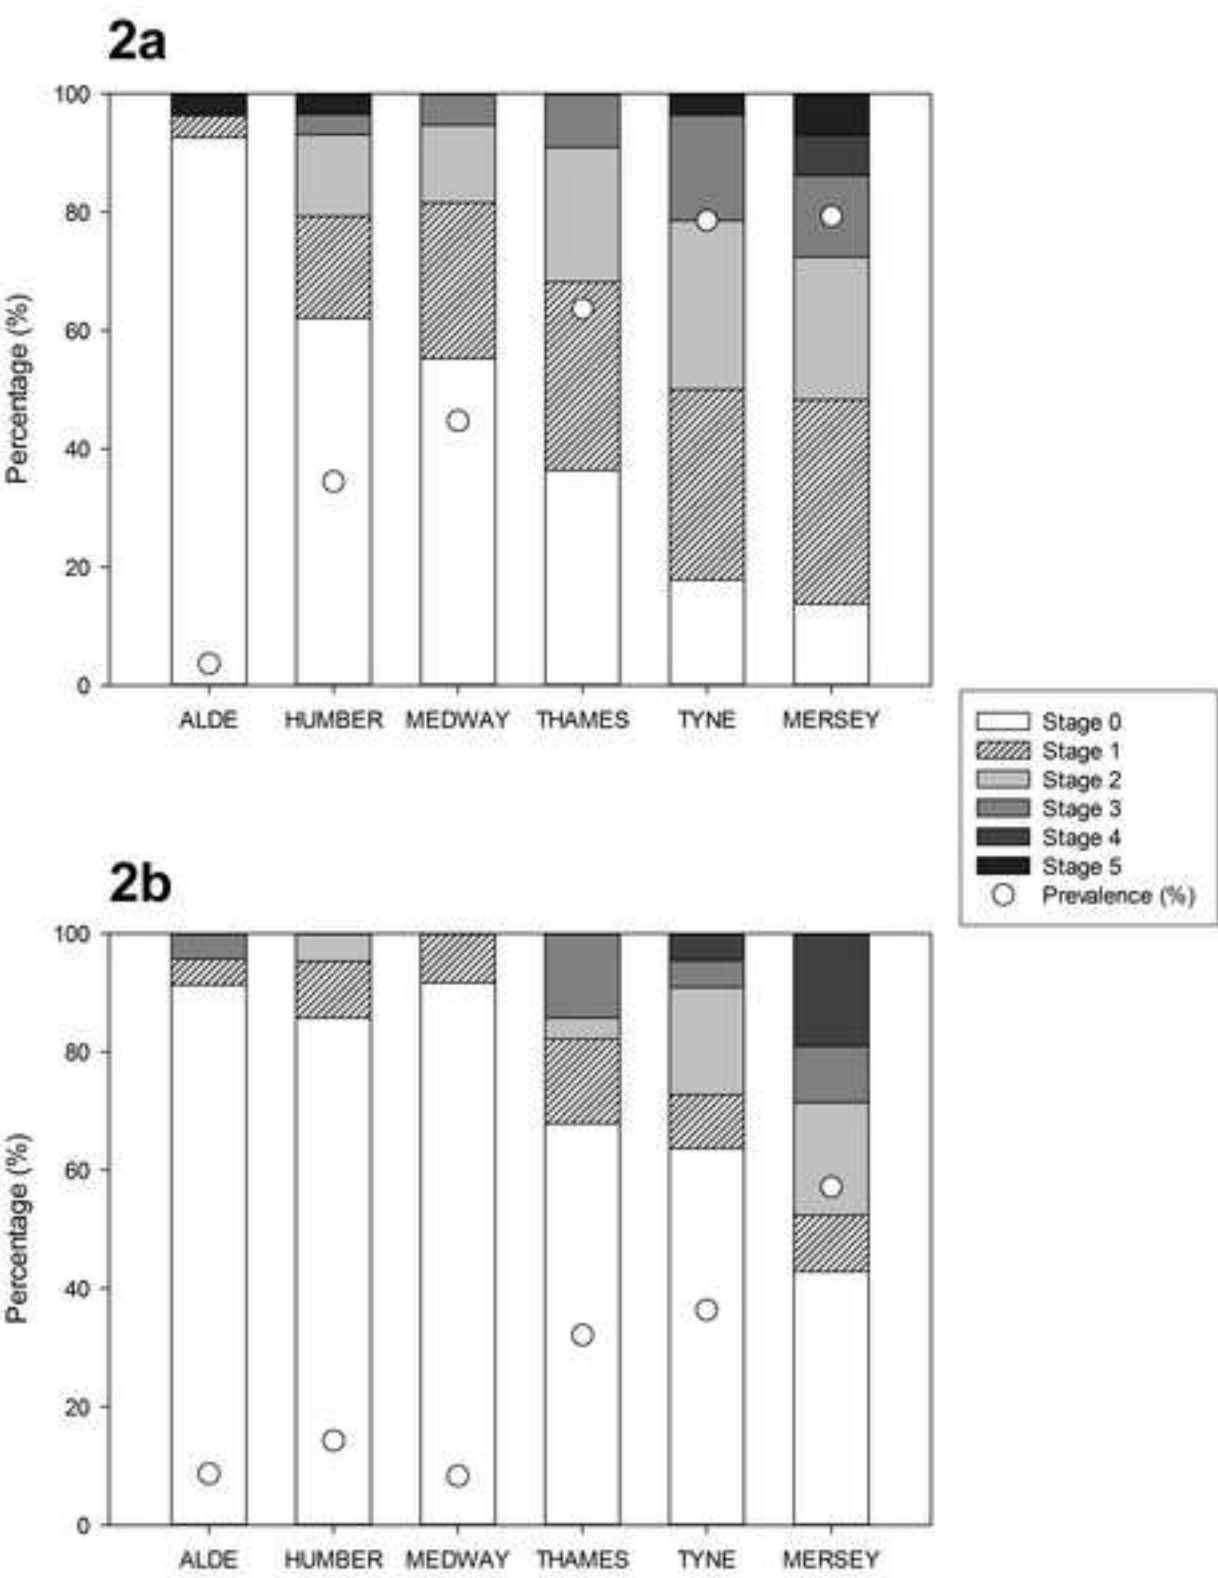 2a
Percentage (%)
100
80
60
40
20
0
ALDE HUMBER MEDWAY THAMES TYNE MERSEY
Stage 0
Stage 1
Stage 2
Stage 3
Stage 4
Stage 5
Prevalence (%)
2b
Percentage (%)
100
80
60
40
20
0
ALDE HUMBER MEDWAY THAMES TYNE MERSEY